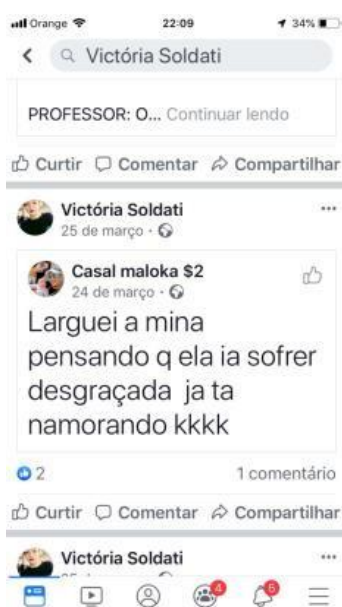 Orange 22:09 34%
Victória Soldati
PROFESSOR: O... Continuar lendo
Curtir Comentar Compartilhar
Victória Soldati
25 de março ·
Casal maloka $2
24 de março ·
Larguei a mina
pensando q ela ia sofrer
desgraçada ja ta
namorando kkkk
2 1 comentário
Curtir Comentar Compartilhar
Victória Soldati
4 6